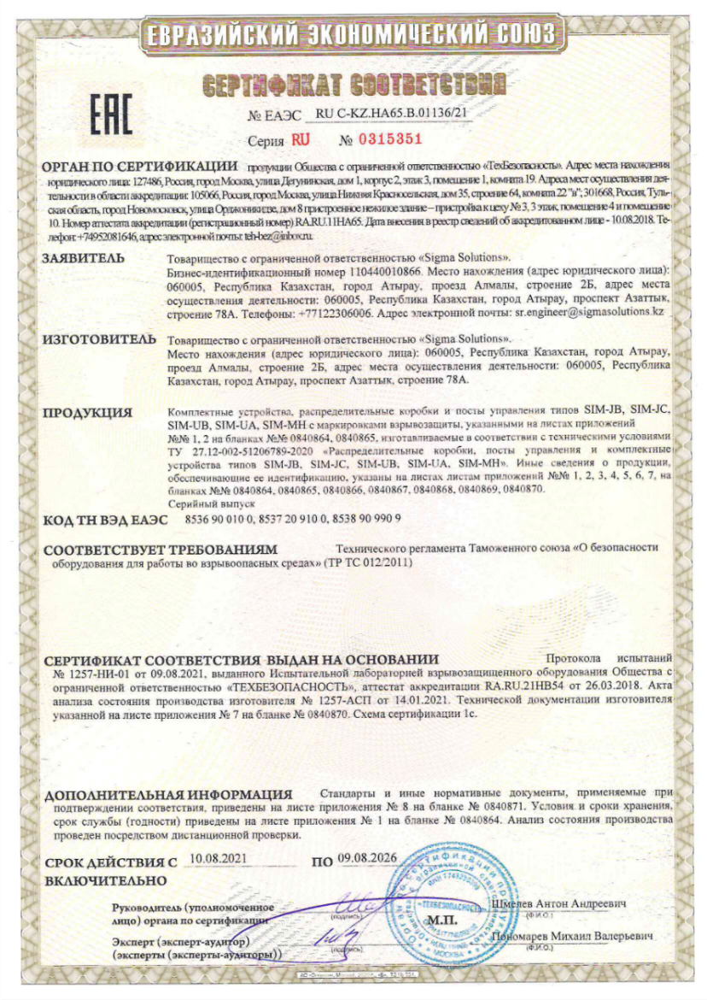 ЕВРАЗИЙСКИЙ ЭКОНОМИЧЕСКИЙ СОЮЗ
СЕРТИФИКАТ СООТВЕТСТВИЯ
EAC
№ ЕАЭС RU C-KZ.HA65.B.01136/21
Серия RU № 0315351
ОРГАН ПО СЕРТИФИКАЦИИ продукции Общества с ограниченной ответственностью «ТехБезопасность». Адрес места нахождения
юридического лица: 127486, Россия, город Москва, улица Дегунинская, дом 1, корпус 2, этаж 3, помещение 1, комната 19. Адреса мест осуществления дея-
тельности в области аккредитации: 105066, Россия, город Москва, улица Нижняя Красносельская, дом 35, строение 64, комната 22 "в"; 301668, Россия, Туль-
ская область, город Новомосковск, улица Орджоникидзе, дом 8 пристроенное нежилое здание – пристройка к цеху № 3, 3 этаж, помещение 4 и помещение
10. Номер аттестата аккредитации (регистрационный номер) RA.RU.11HA65. Дата внесения в реестр сведений об аккредитованном лице - 10.08.2018. Те-
лефон: +74952081646, адрес электронной почты: teh-bez@inbox.ru.
ЗАЯВИТЕЛЬ Товарищество с ограниченной ответственностью «Sigma Solutions».
Бизнес-идентификационный номер 110440010866. Место нахождения (адрес юридического лица):
060005, Республика Казахстан, город Атырау, проезд Алмалы, строение 2Б, адрес места
осуществления деятельности: 060005, Республика Казахстан, город Атырау, проспект Азаттык,
строение 78А. Телефоны: +77122306006. Адрес электронной почты: sr.engineer@sigmasolutions.kz
ИЗГОТОВИТЕЛЬ Товарищество с ограниченной ответственностью «Sigma Solutions».
Место нахождения (адрес юридического лица): 060005, Республика Казахстан, город Атырау,
проезд Алмалы, строение 2Б, адрес места осуществления деятельности: 060005, Республика
Казахстан, город Атырау, проспект Азаттык, строение 78А.
ПРОДУКЦИЯ Комплектные устройства, распределительные коробки и посты управления типов SIM-JB, SIM-JC,
SIM-UB, SIM-UA, SIM-MH с маркировками взрывозащиты, указанными на листах приложений
№№ 1, 2 на бланках №№ 0840864, 0840865, изготавливаемые в соответствии с техническими условиями
ТУ 27.12-002-51206789-2020 «Распределительные коробки, посты управления и комплектные
устройства типов SIM-JB, SIM-JC, SIM-UB, SIM-UA, SIM-MH». Иные сведения о продукции,
обеспечивающие ее идентификацию, указаны на листах листам приложений №№ 1, 2, 3, 4, 5, 6, 7, на
бланках №№ 0840864, 0840865, 0840866, 0840867, 0840868, 0840869, 0840870.
Серийный выпуск
КОД ТН ВЭД ЕАЭС 8536 90 010 0, 8537 20 910 0, 8538 90 990 9
СООТВЕТСТВУЕТ ТРЕБОВАНИЯМ Технического регламента Таможенного союза «О безопасности
оборудования для работы во взрывоопасных средах» (ТР ТС 012/2011)
СЕРТИФИКАТ СООТВЕТСТВИЯ ВЫДАН НА ОСНОВАНИИ Протокола испытаний
№ 1257-НИ-01 от 09.08.2021, выданного Испытательной лабораторией взрывозащищенного оборудования Общества с
ограниченной ответственностью «ТЕХБЕЗОПАСНОСТЬ», аттестат аккредитации RA.RU.21HB54 от 26.03.2018. Акта
анализа состояния производства изготовителя № 1257-АСП от 14.01.2021. Технической документации изготовителя
указанной на листе приложения № 7 на бланке № 0840870. Схема сертификации 1с.
ДОПОЛНИТЕЛЬНАЯ ИНФОРМАЦИЯ Стандарты и иные нормативные документы, применяемые при
подтверждении соответствия, приведены на листе приложения № 8 на бланке № 0840871. Условия и сроки хранения,
срок службы (годности) приведены на листе приложения № 1 на бланке № 0840864. Анализ состояния производства
проведен посредством дистанционной проверки.
СРОК ДЕЙСТВИЯ С 10.08.2021 ПО 09.08.2026
ВКЛЮЧИТЕЛЬНО
Руководитель (уполномоченное
лицо) органа по сертификации (подпись) Шмелев Антон Андреевич
(Ф.И.О.)
М.П.
Эксперт (эксперт-аудитор)
(эксперты (эксперты-аудиторы)) (подпись) Пономарев Михаил Валерьевич
(Ф.И.О.)
«ТЕХБЕЗОПАСНОСТЬ»
МОСКВА